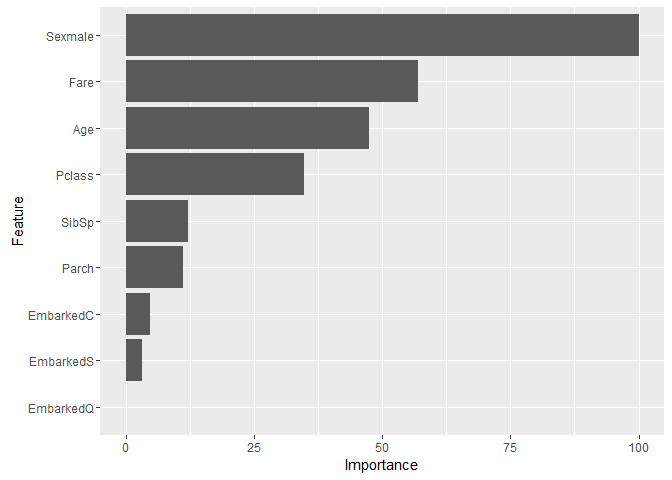 Sexmale
Fare
Age
Pclass
SibSp
Parch
EmbarkedC
EmbarkedS
EmbarkedQ
Feature
0 25 50 75 100
Importance